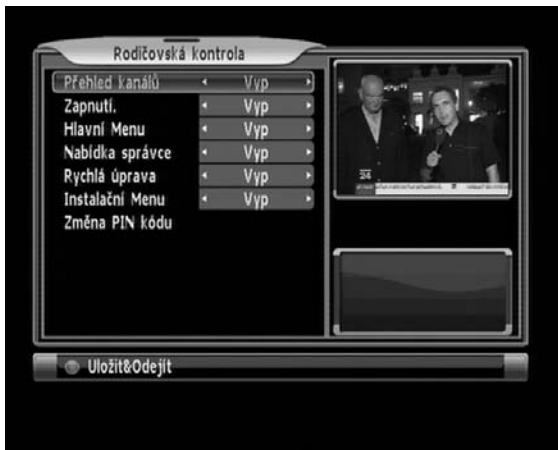 Rodičovská kontrola
Přehled kanálů Vyp
Zapnutí. Vyp
Hlavní Menu Vyp
Nabídka správce Vyp
Rychlá úprava Vyp
Instalační Menu Vyp
Změna PIN kódu
24
Uložit&Odejít